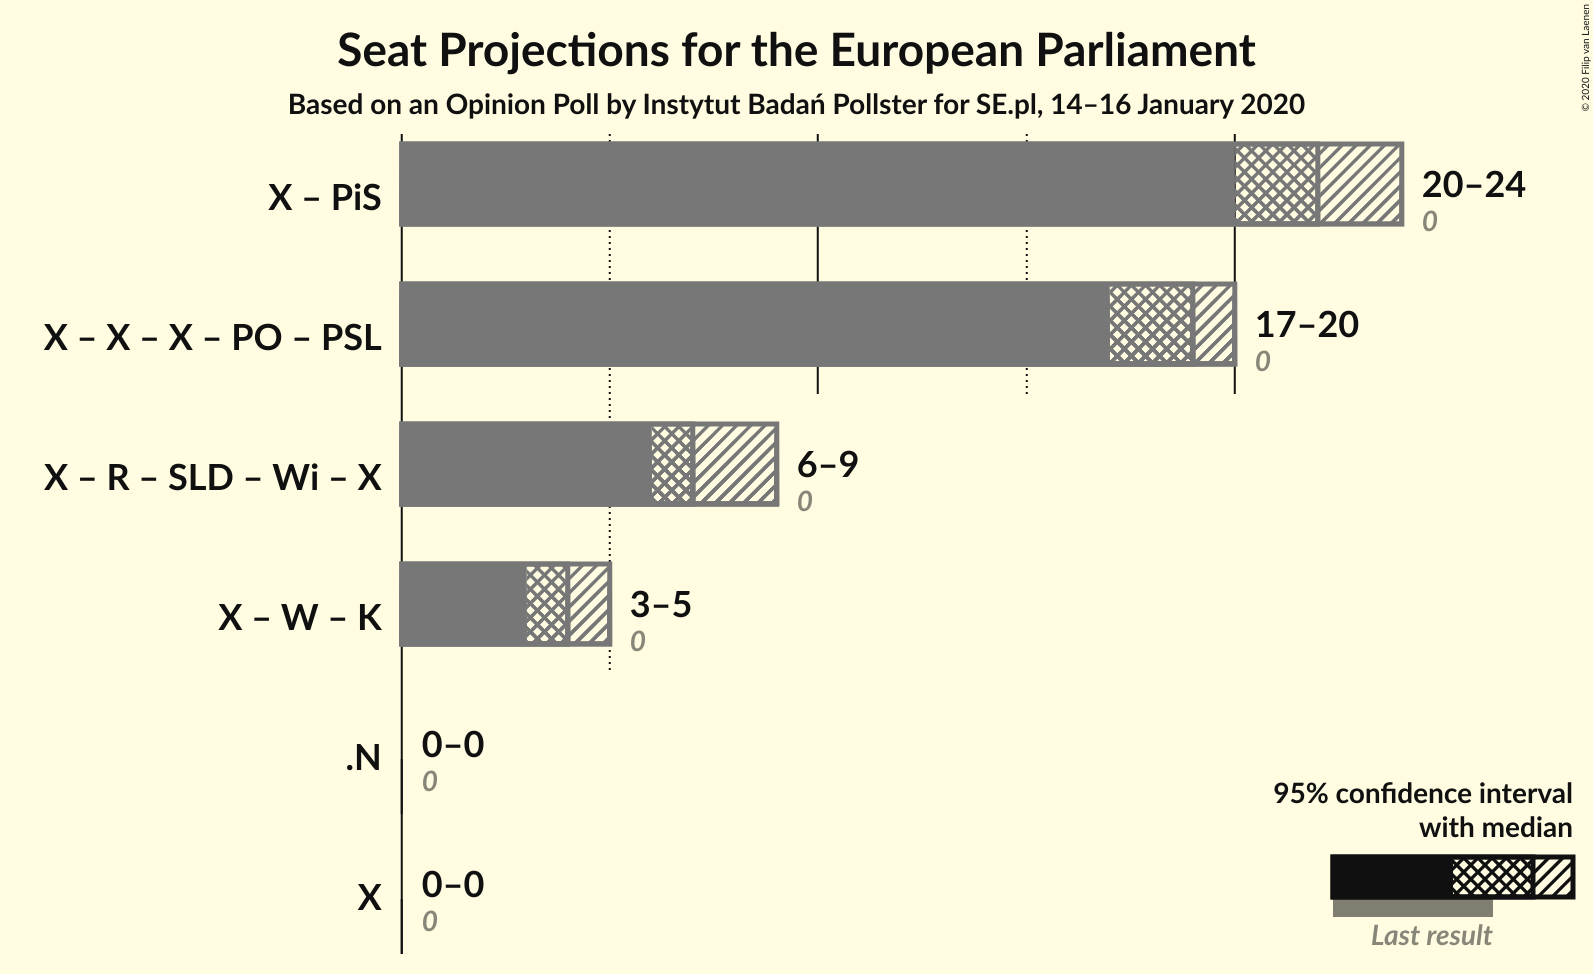 Seat Projections for the European Parliament
Based on an Opinion Poll by Instytut Badań Pollster for SE.pl, 14–16 January 2020
© 2020 Filip van Laenen
X – PiS
20–24
0
X – X – X – PO – PSL
17–20
0
X – R – SLD – Wi – X
6–9
0
X – W – K
3–5
0
.N
0–0
0
X
0–0
0
95% confidence interval
with median
Last result